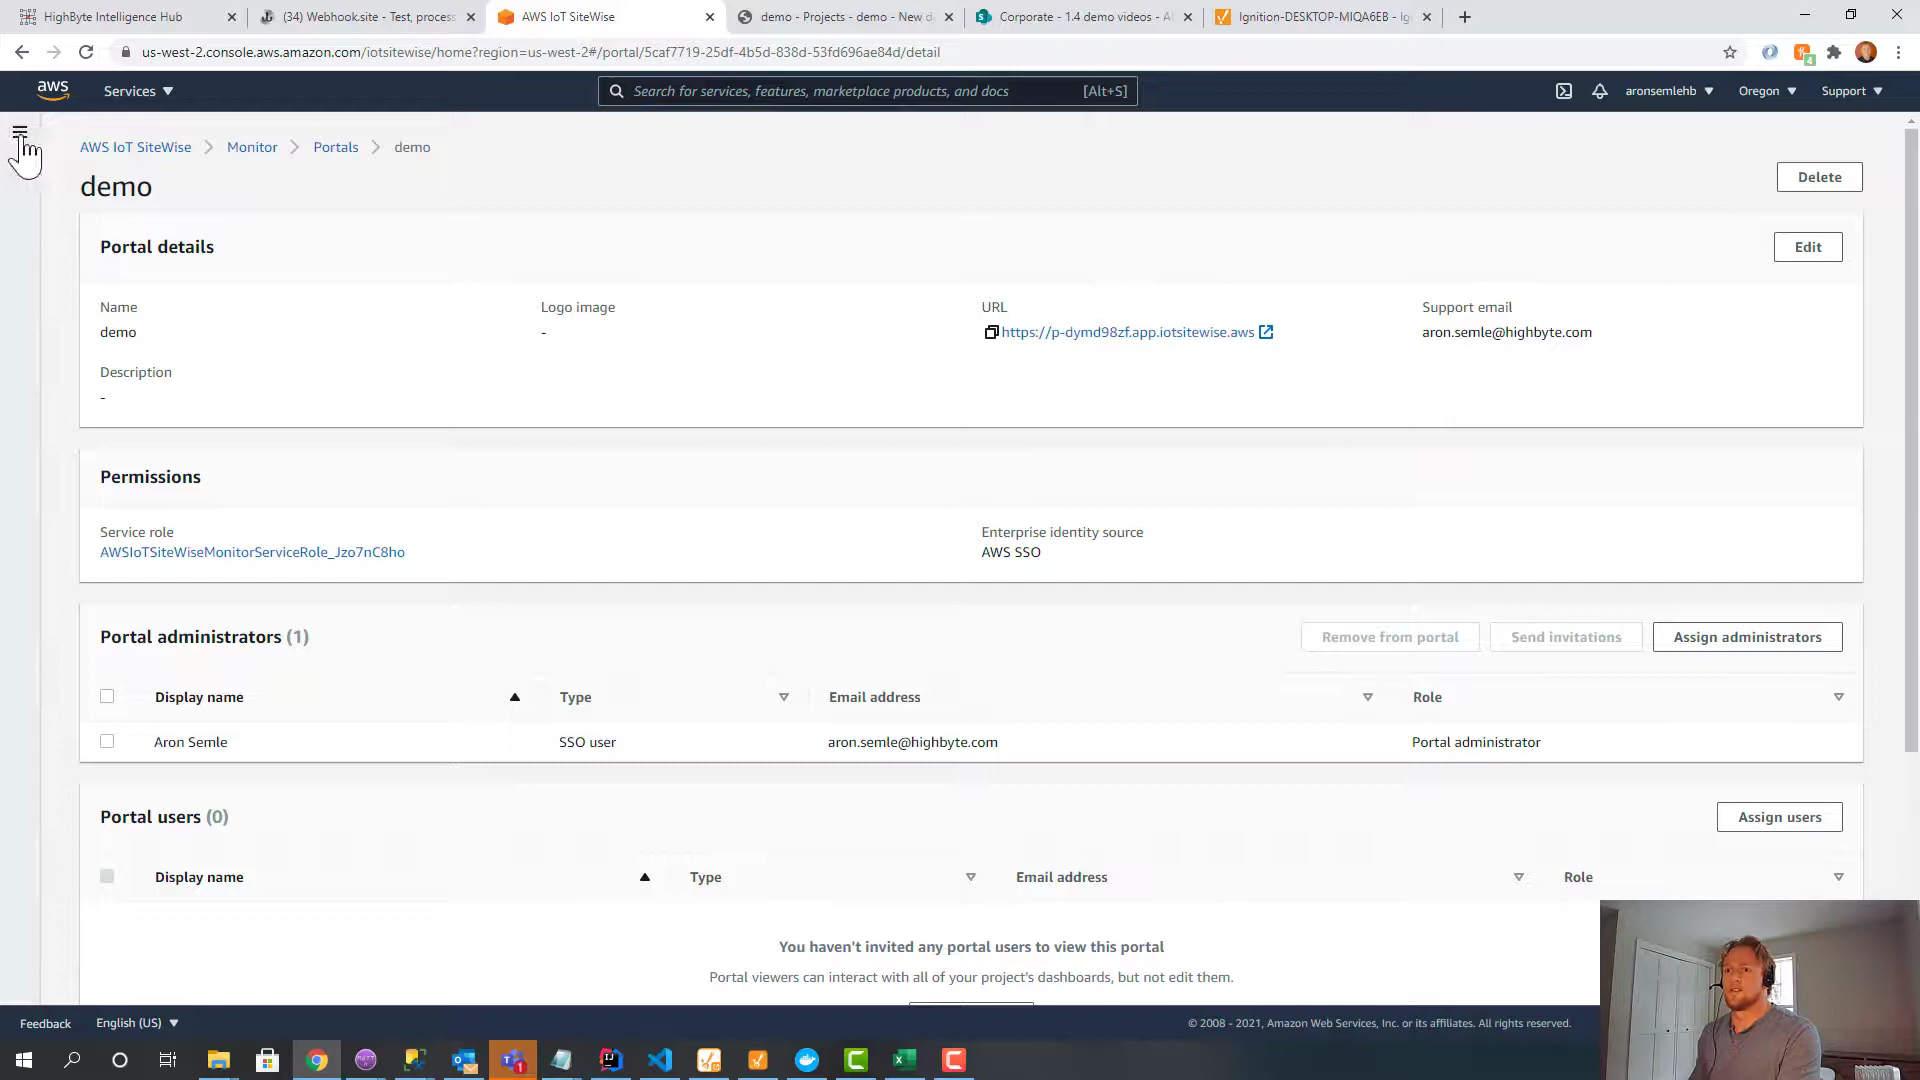 HighByte Intelligence Hub
(34) Webhook.site - Test, process
AWS IoT SiteWise
demo - Projects - demo - New d
Corporate - 1.4 demo videos - A
Ignition-DESKTOP-MIQA6EB - Ig
us-west-2.console.aws.amazon.com/iotsitewise/home?region=us-west-2#/portal/5caf7719-25df-4b5d-838d-53fd696ae84d/detail
4
aws
Services
Search for services, features, marketplace products, and docs [Alt+S]
aronsemlehb
Oregon
Support
AWS IoT SiteWise
Monitor
Portals
demo
demo
Delete
Portal details
Edit
Name
Logo image
URL
Support email
demo
-
https://p-dymd98zf.app.iotsitewise.aws
aron.semle@highbyte.com
Description
-
Permissions
Service role
Enterprise identity source
AWSIoTSiteWiseMonitorServiceRole_Jzo7nC8ho
AWS SSO
Portal administrators (1)
Remove from portal
Send invitations
Assign administrators
Display name
Type
Email address
Role
Aron Semle
SSO user
aron.semle@highbyte.com
Portal administrator
Portal users (0)
Assign users
Display name
Type
Email address
Role
You haven't invited any portal users to view this portal
Portal viewers can interact with all of your project's dashboards, but not edit them.
Feedback
English (US)
© 2008 - 2021, Amazon Web Services, Inc. or its affiliates. All rights reserved.